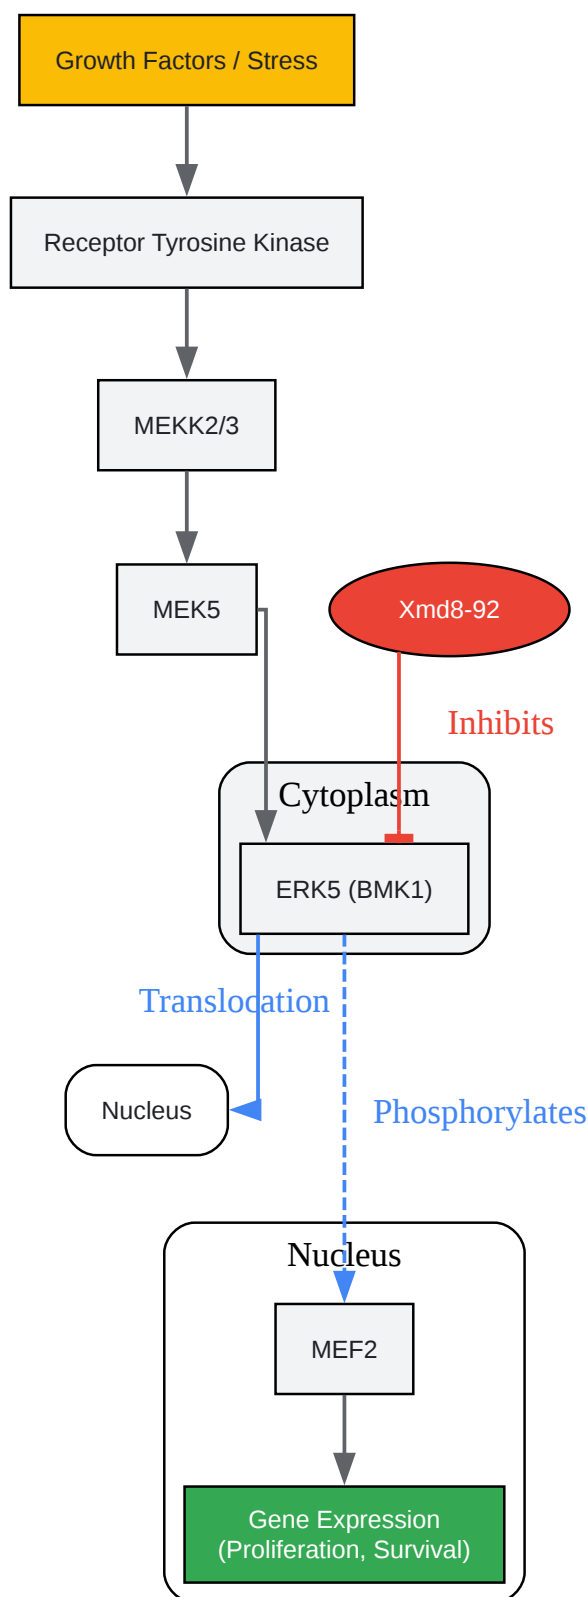 Growth Factors / Stress
Receptor Tyrosine Kinase
MEKK2/3
MEK5
Xmd8-92
Inhibits
Cytoplasm
ERK5 (BMK1)
Translocation
Nucleus
Phosphorylates
Nucleus
MEF2
Gene Expression
(Proliferation, Survival)